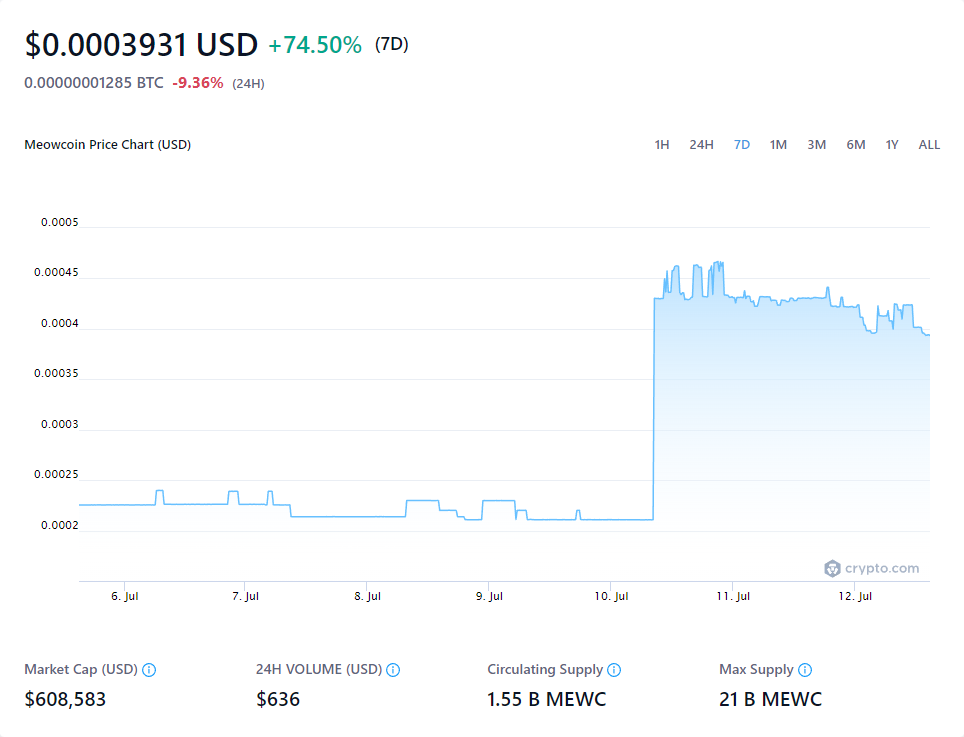 $0.0003931 USD +74.50% (7D)
0.00000001285 BTC -9.36% (24H)
Meowcoin Price Chart (USD) 1H 24H 7D 1M 3M 6M 1Y ALL
0.0005
0.00045
0.0004
0.00035
0.0003
0.00025
0.0002
crypto.com
6. Jul 7. Jul 8. Jul 9. Jul 10. Jul 11. Jul 12. Jul
Market Cap (USD) 24H VOLUME (USD) Circulating Supply Max Supply
$608,583 $636 1.55 B MEWC 21 B MEWC